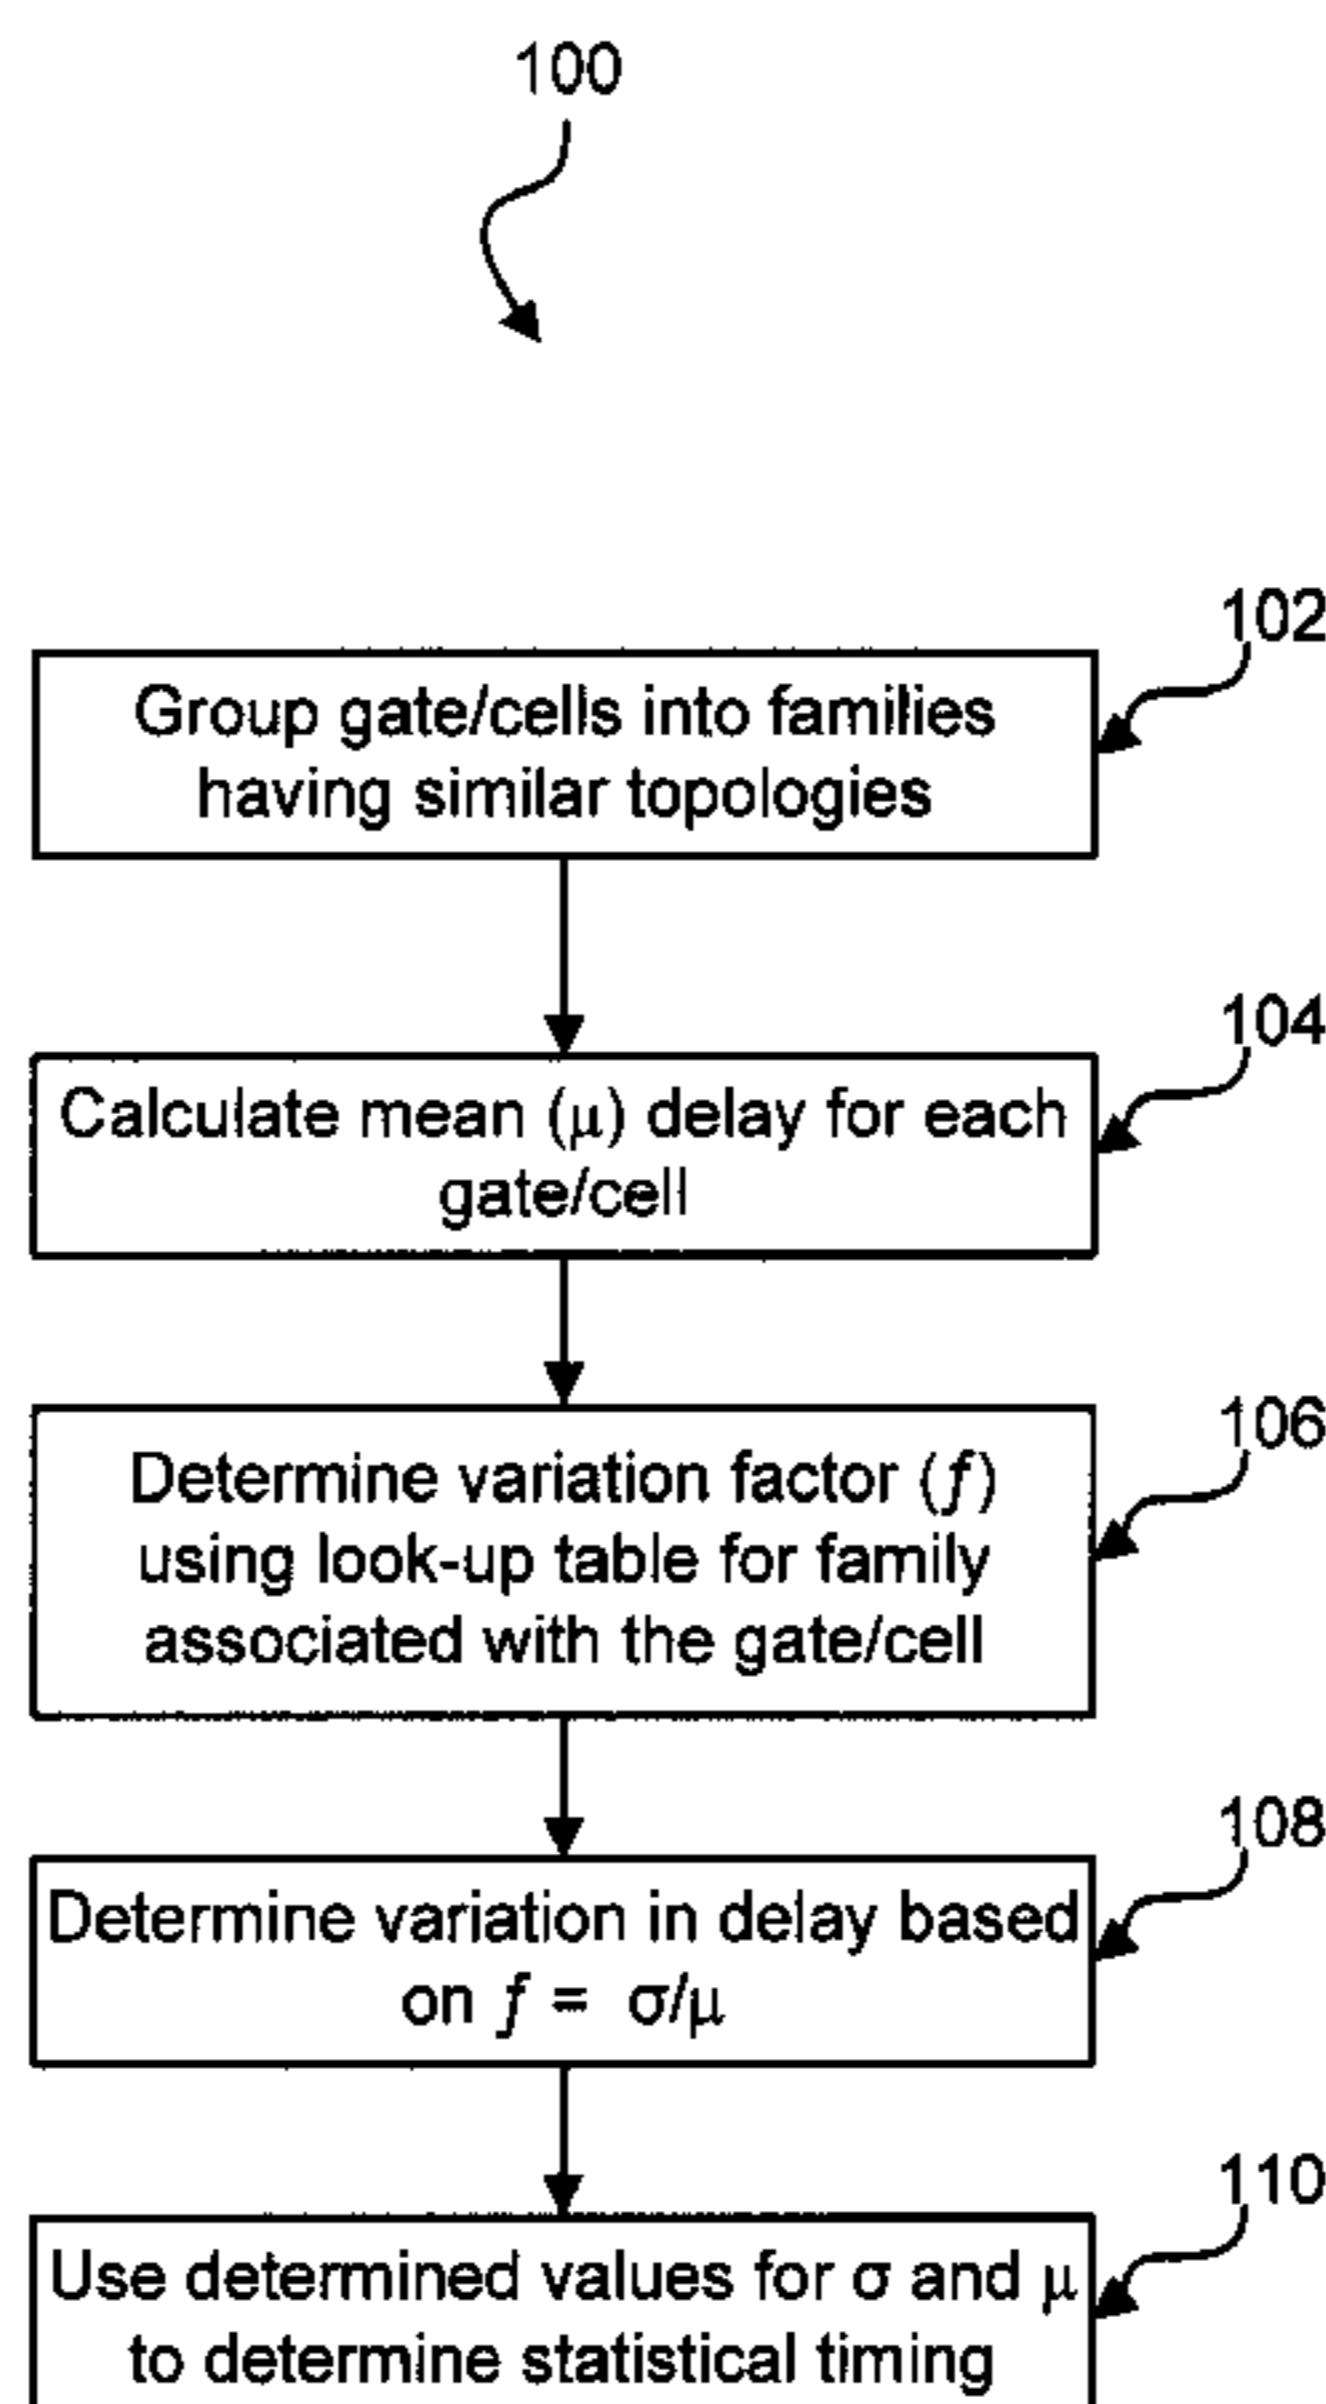 100
102
Group gate/cells into families
having similar topologies
104
Calculate mean (μ) delay for each
gate/cell
106
Determine variation factor (f)
using look-up table for family
associated with the gate/cell
108
Determine variation in delay based
on f = σ/μ
110
Use determined values for σ and μ
to determine statistical timing